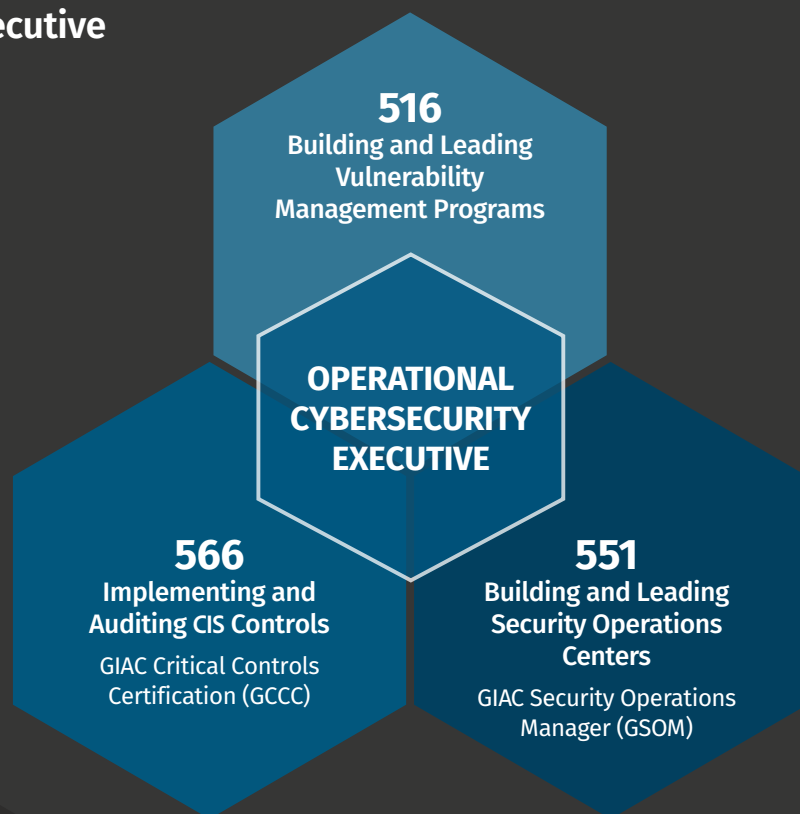 516
Building and Leading
Vulnerability
Management Programs
OPERATIONAL
CYBERSECURITY
EXECUTIVE
566
Implementing and
Auditing CIS Controls
GIAC Critical Controls
Certification (GCCC)
551
Building and Leading
Security Operations
Centers
GIAC Security Operations
Manager (GSOM)